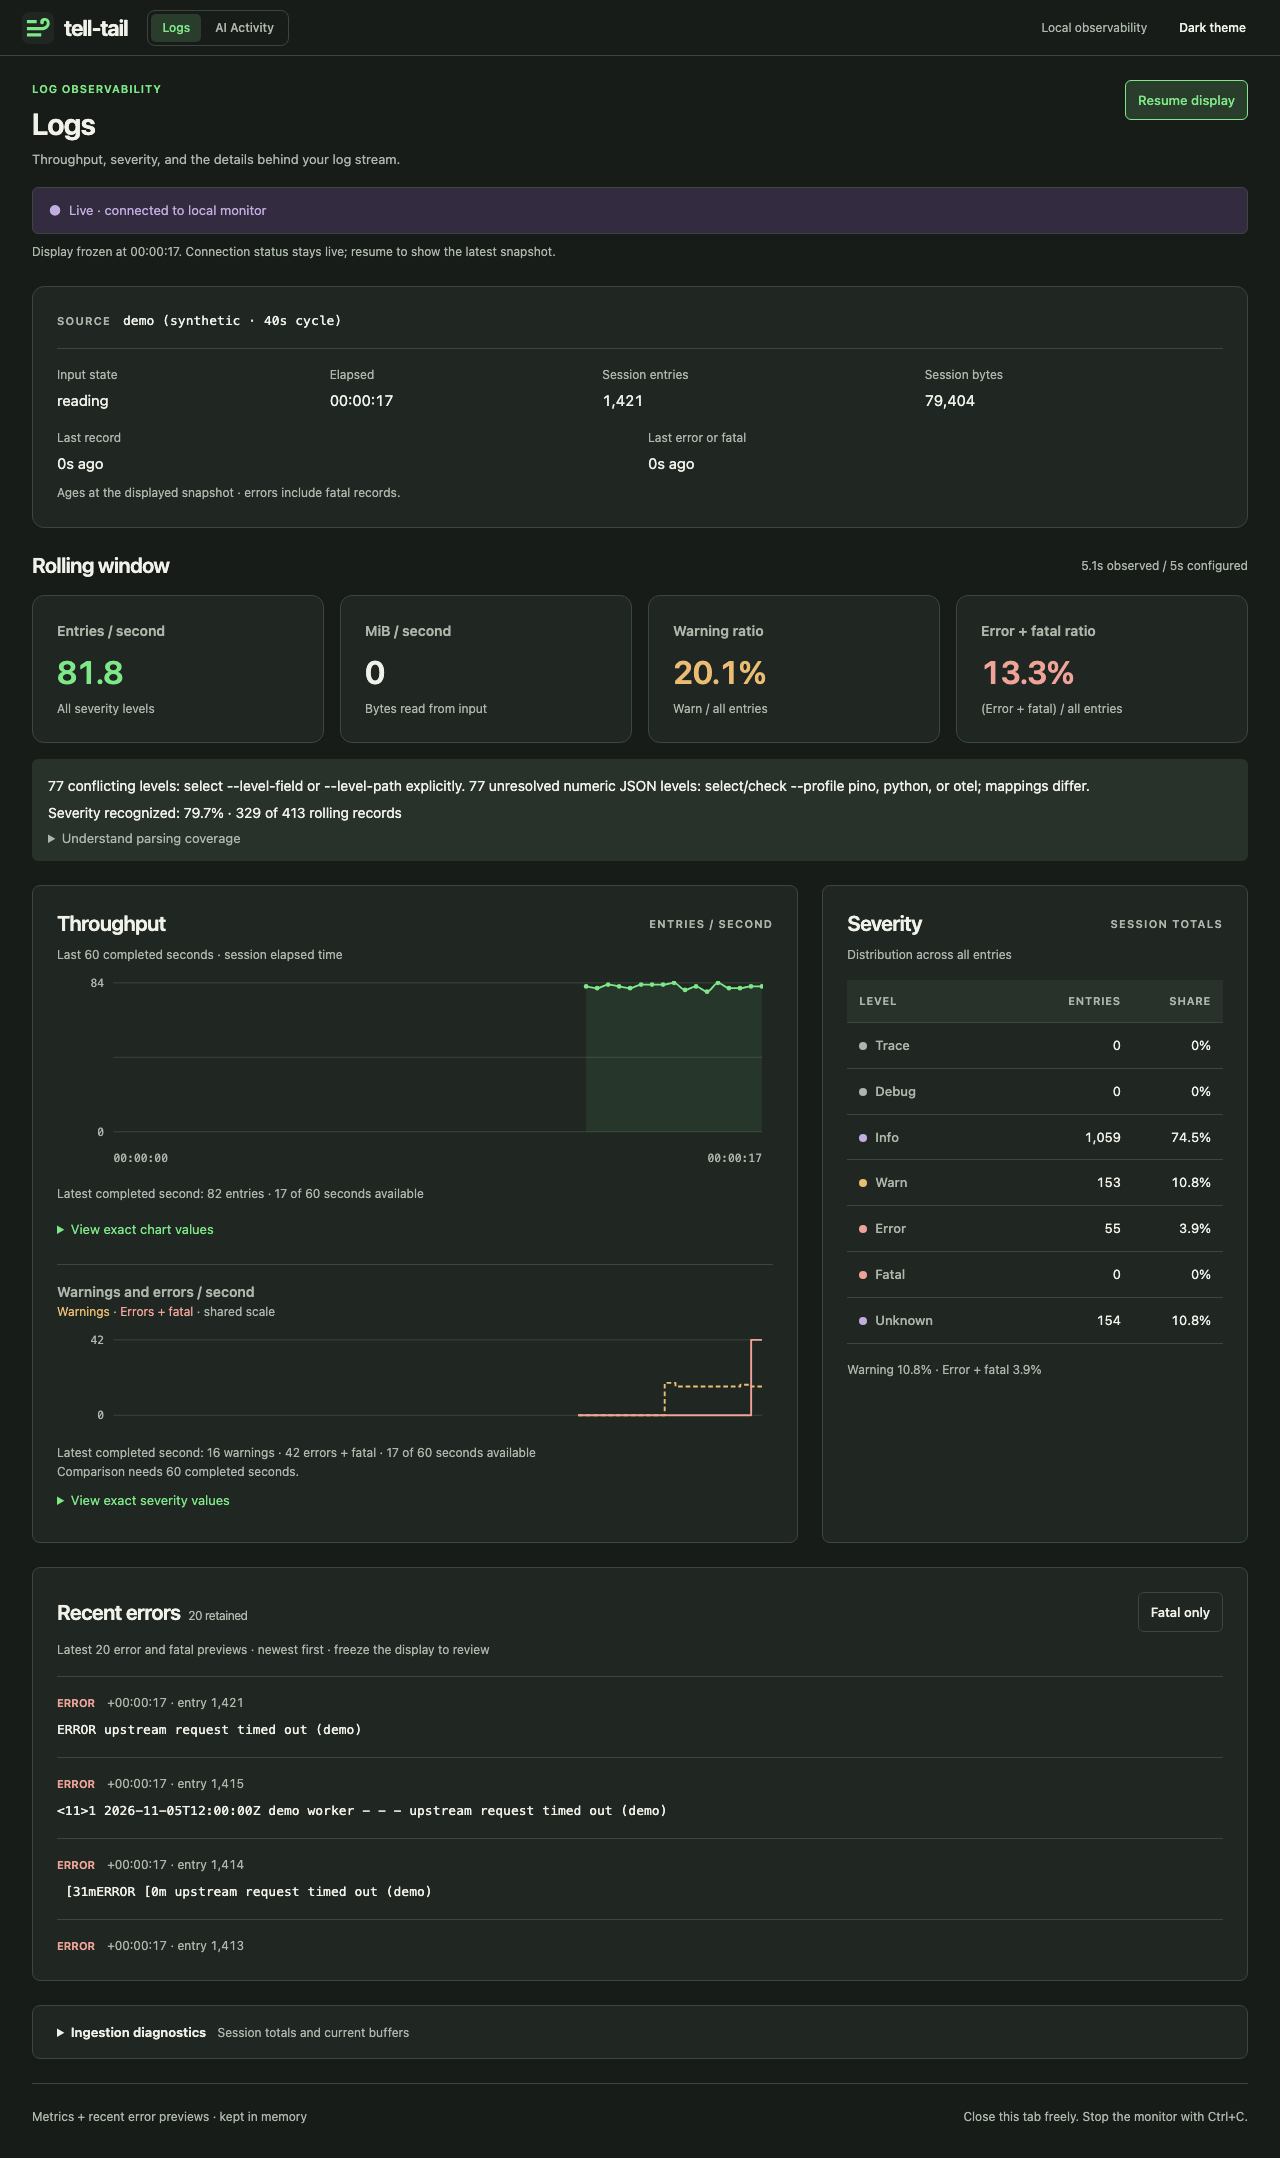 tell-tail
Logs
AI Activity
Local observability
Dark theme
LOG OBSERVABILITY
Logs
Throughput, severity, and the details behind your log stream.
Resume display
Live · connected to local monitor
Display frozen at 00:00:17. Connection status stays live; resume to show the latest snapshot.
SOURCE demo (synthetic · 40s cycle)
Input state
reading
Elapsed
00:00:17
Session entries
1,421
Session bytes
79,404
Last record
0s ago
Last error or fatal
0s ago
Ages at the displayed snapshot · errors include fatal records.
Rolling window
5.1s observed / 5s configured
Entries / second
81.8
All severity levels
MiB / second
0
Bytes read from input
Warning ratio
20.1%
Warn / all entries
Error + fatal ratio
13.3%
(Error + fatal) / all entries
77 conflicting levels: select --level-field or --level-path explicitly. 77 unresolved numeric JSON levels: select/check --profile pino, python, or otel; mappings differ.
Severity recognized: 79.7% · 329 of 413 rolling records
Understand parsing coverage
Throughput
ENTRIES / SECOND
Last 60 completed seconds · session elapsed time
84
0
00:00:00
00:00:17
Latest completed second: 82 entries · 17 of 60 seconds available
View exact chart values
Warnings and errors / second
Warnings · Errors + fatal · shared scale
42
0
Latest completed second: 16 warnings · 42 errors + fatal · 17 of 60 seconds available
Comparison needs 60 completed seconds.
View exact severity values
Severity
SESSION TOTALS
Distribution across all entries
LEVEL ENTRIES SHARE
Trace 0 0%
Debug 0 0%
Info 1,059 74.5%
Warn 153 10.8%
Error 55 3.9%
Fatal 0 0%
Unknown 154 10.8%
Warning 10.8% · Error + fatal 3.9%
Recent errors 20 retained
Fatal only
Latest 20 error and fatal previews · newest first · freeze the display to review
ERROR +00:00:17 · entry 1,421
ERROR upstream request timed out (demo)
ERROR +00:00:17 · entry 1,415
<11>1 2026-11-05T12:00:00Z demo worker - - - upstream request timed out (demo)
ERROR +00:00:17 · entry 1,414
[31mERROR [0m upstream request timed out (demo)
ERROR +00:00:17 · entry 1,413
Ingestion diagnostics Session totals and current buffers
Metrics + recent error previews · kept in memory
Close this tab freely. Stop the monitor with Ctrl+C.